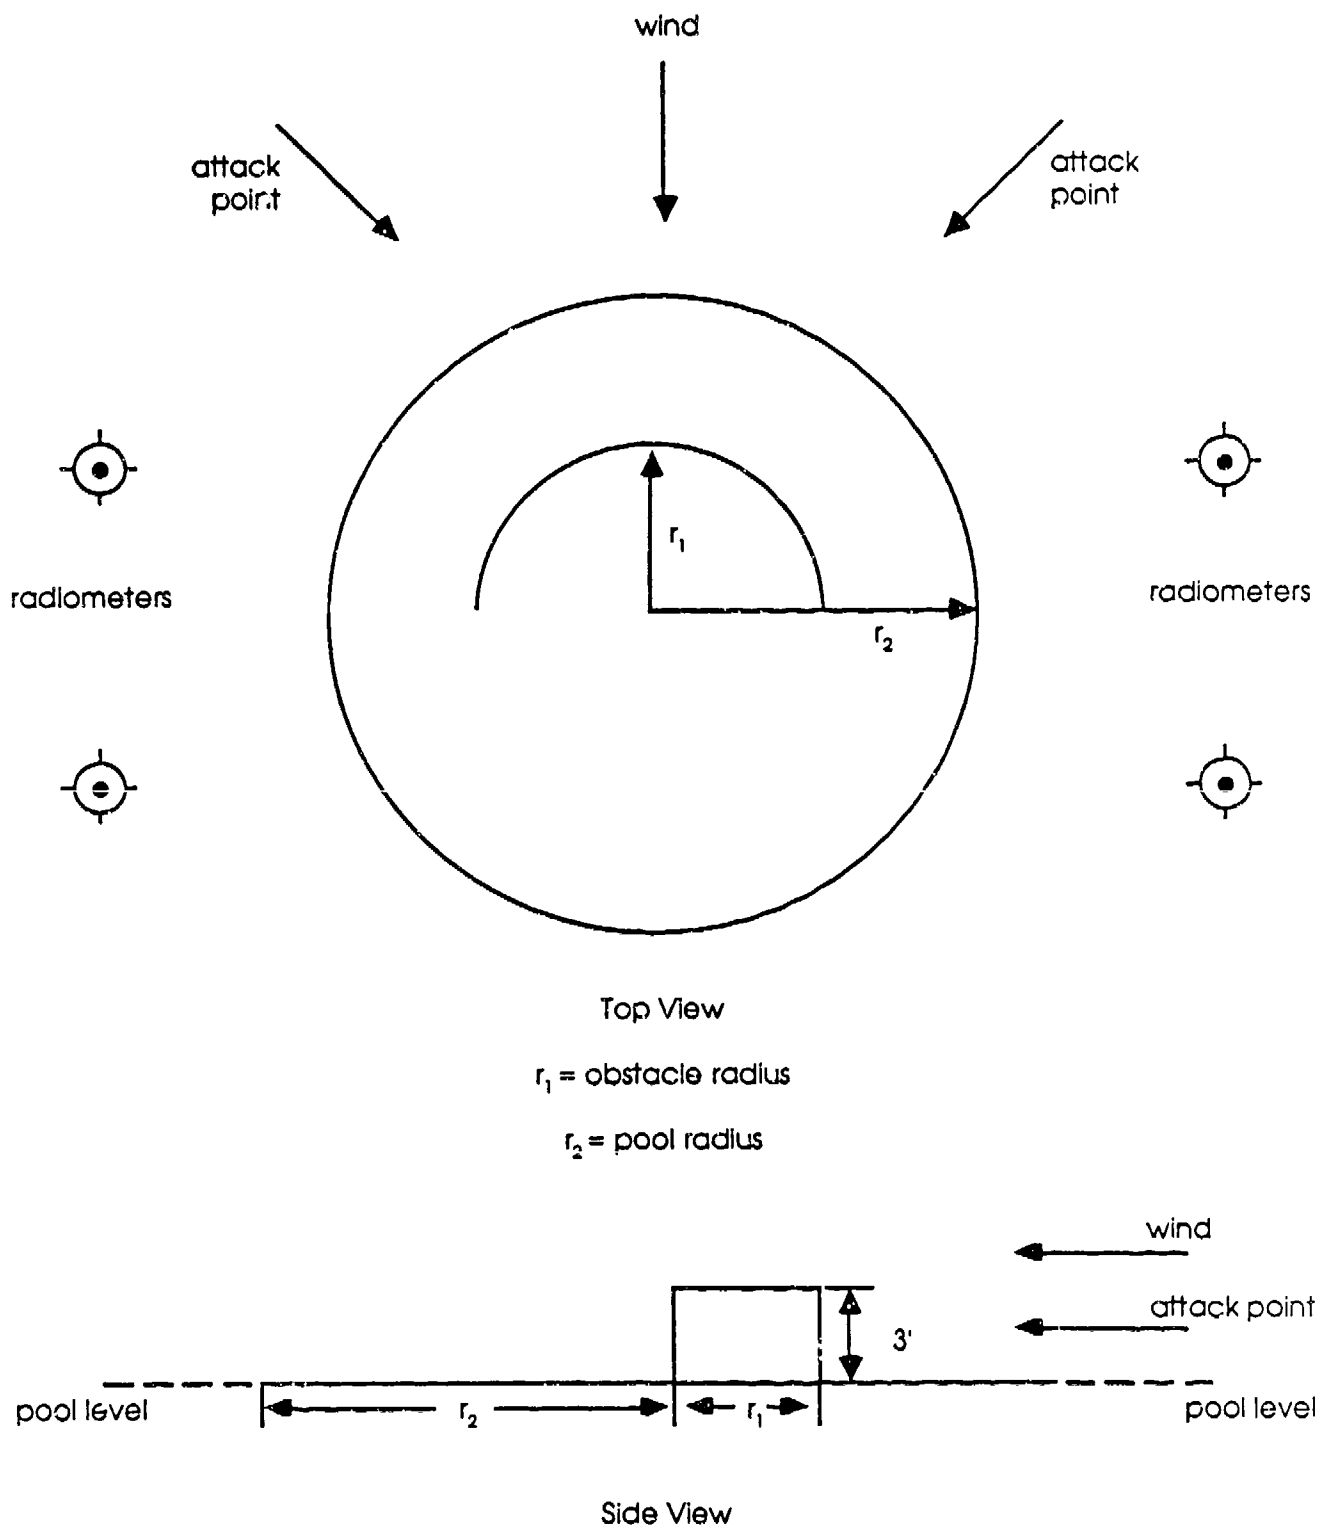 wind
attack
point
attack
point
r₁
radiometers
radiometers
r₂
Top View
r₁ = obstacle radius
r₂ = pool radius
wind
attack point
3'
pool level
r₂
r₁
pool level
Side View